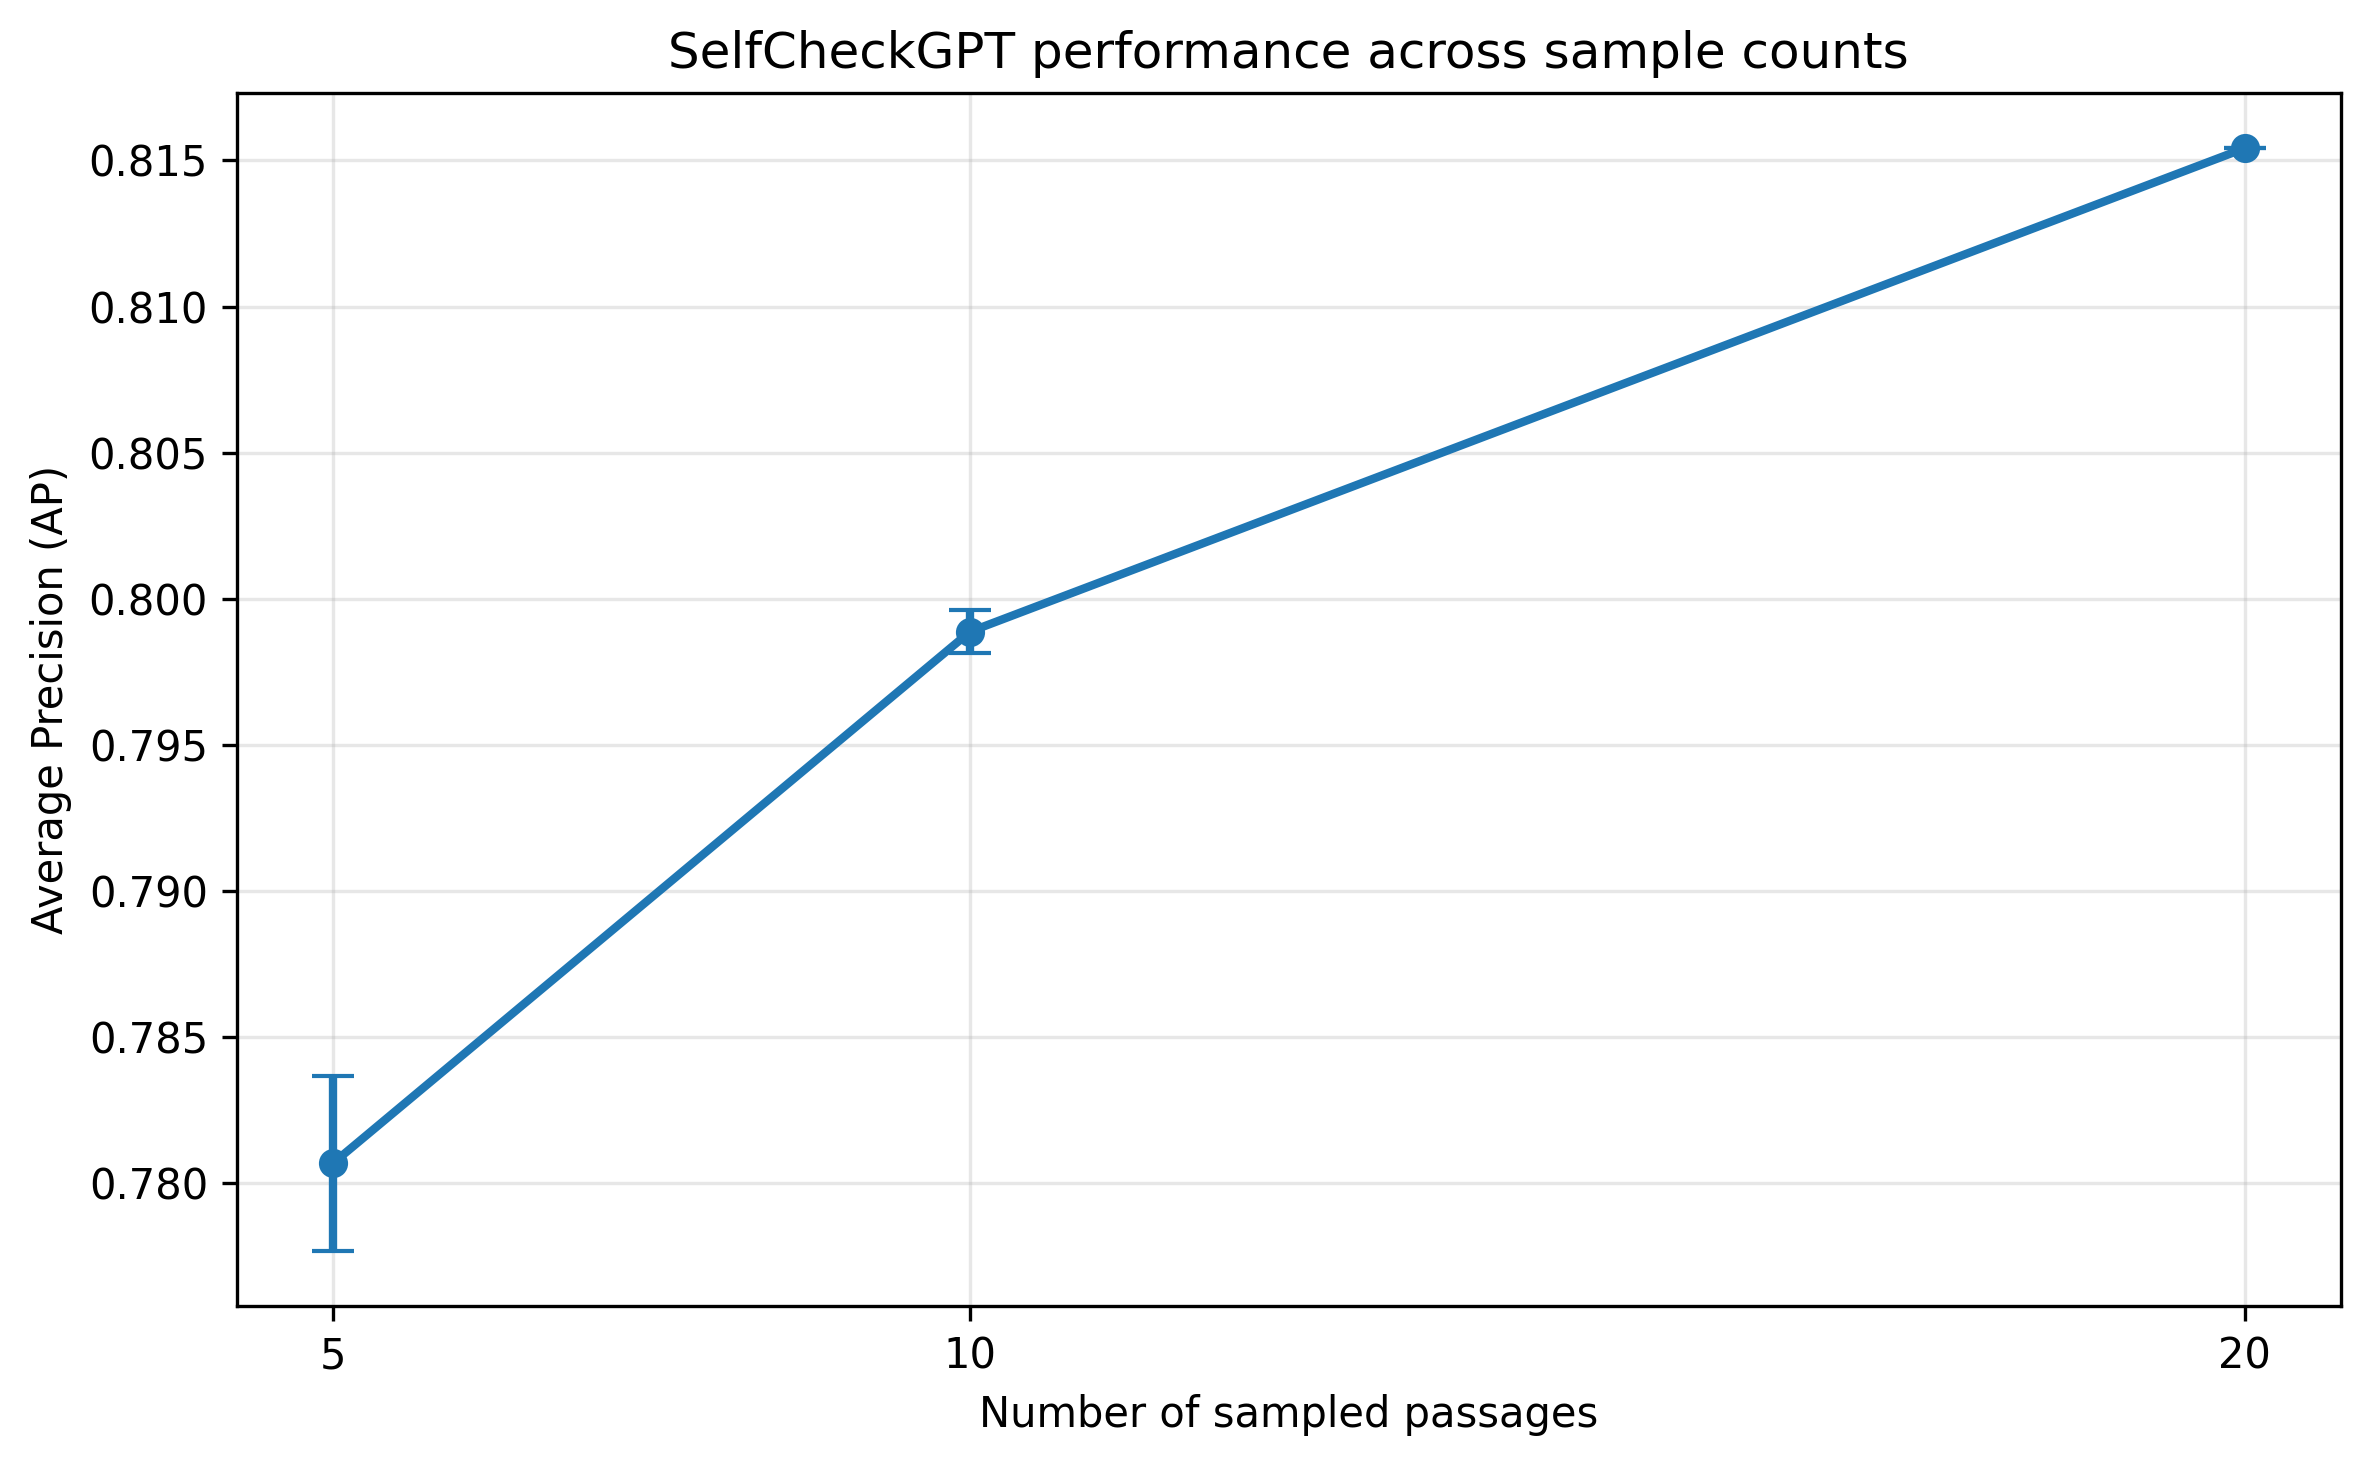 SelfCheckGPT performance across sample counts
Average Precision (AP)
0.815
0.810
0.805
0.800
0.795
0.790
0.785
0.780
5 10 20
Number of sampled passages